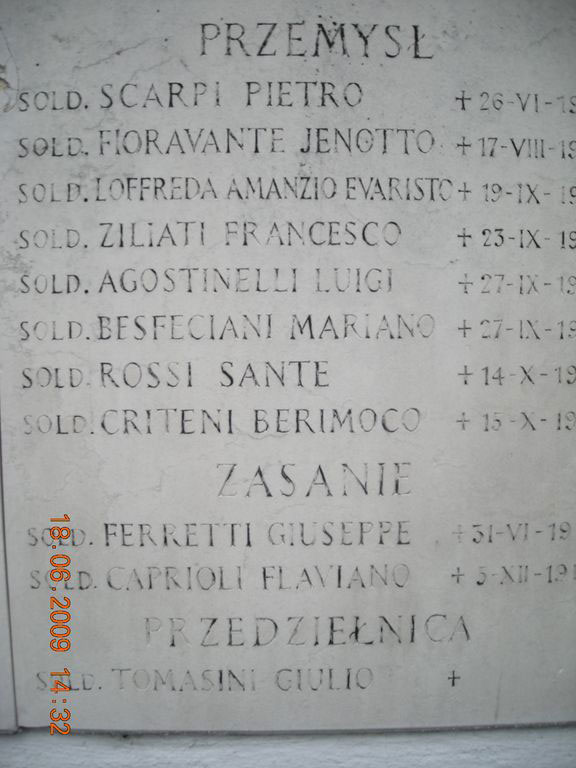 PRZEMYSŁ
SOLD. SCARPI PIETRO + 26-VI-19
SOLD. FIORAVANTE JENOTTO + 17-VIII-19
SOLD. LOFFREDA AMANZIO EVARISTO + 19-IX-19
SOLD. ZILIATI FRANCESCO + 23-IX-19
SOLD. AGOSTINELLI LUIGI + 27-IX-19
SOLD. BESFECIANI MARIANO + 27-IX-19
SOLD. ROSSI SANTE + 14-X-19
SOLD. CRITENI BERIMOCO + 15-X-19
ZASANIE
SOLD. FERRETTI GIUSEPPE + 31-VI-19
SOLD. CAPRIOLI FLAVIANO + 5-XII-191
PRZEDZIEŁNICA
SOLD. TOMASINI GIULIO +
18.06.2009 14:32